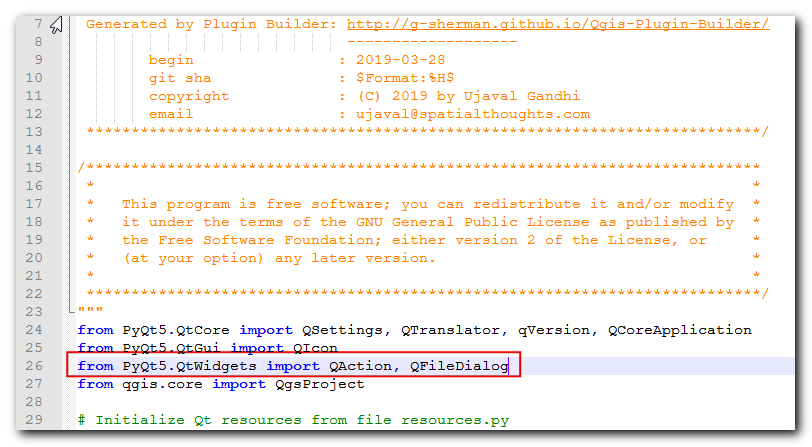 7 Generated by Plugin Builder: http://g-sherman.github.io/Qgis-Plugin-Builder/
8 -------------------
9 begin : 2019-03-28
10 git sha : $Format:%H$
11 copyright : (C) 2019 by Ujaval Gandhi
12 email : ujaval@spatialthoughts.com
13 ***************************************************************************/
14
15 /***************************************************************************
16 * *
17 * This program is free software; you can redistribute it and/or modify *
18 * it under the terms of the GNU General Public License as published by *
19 * the Free Software Foundation; either version 2 of the License, or *
20 * (at your option) any later version. *
21 * *
22 ***************************************************************************/
23 """
24 from PyQt5.QtCore import QSettings, QTranslator, qVersion, QCoreApplication
25 from PyQt5.QtGui import QIcon
26 from PyQt5.QtWidgets import QAction, QFileDialog
27 from qgis.core import QgsProject
28
29 # Initialize Qt resources from file resources.py